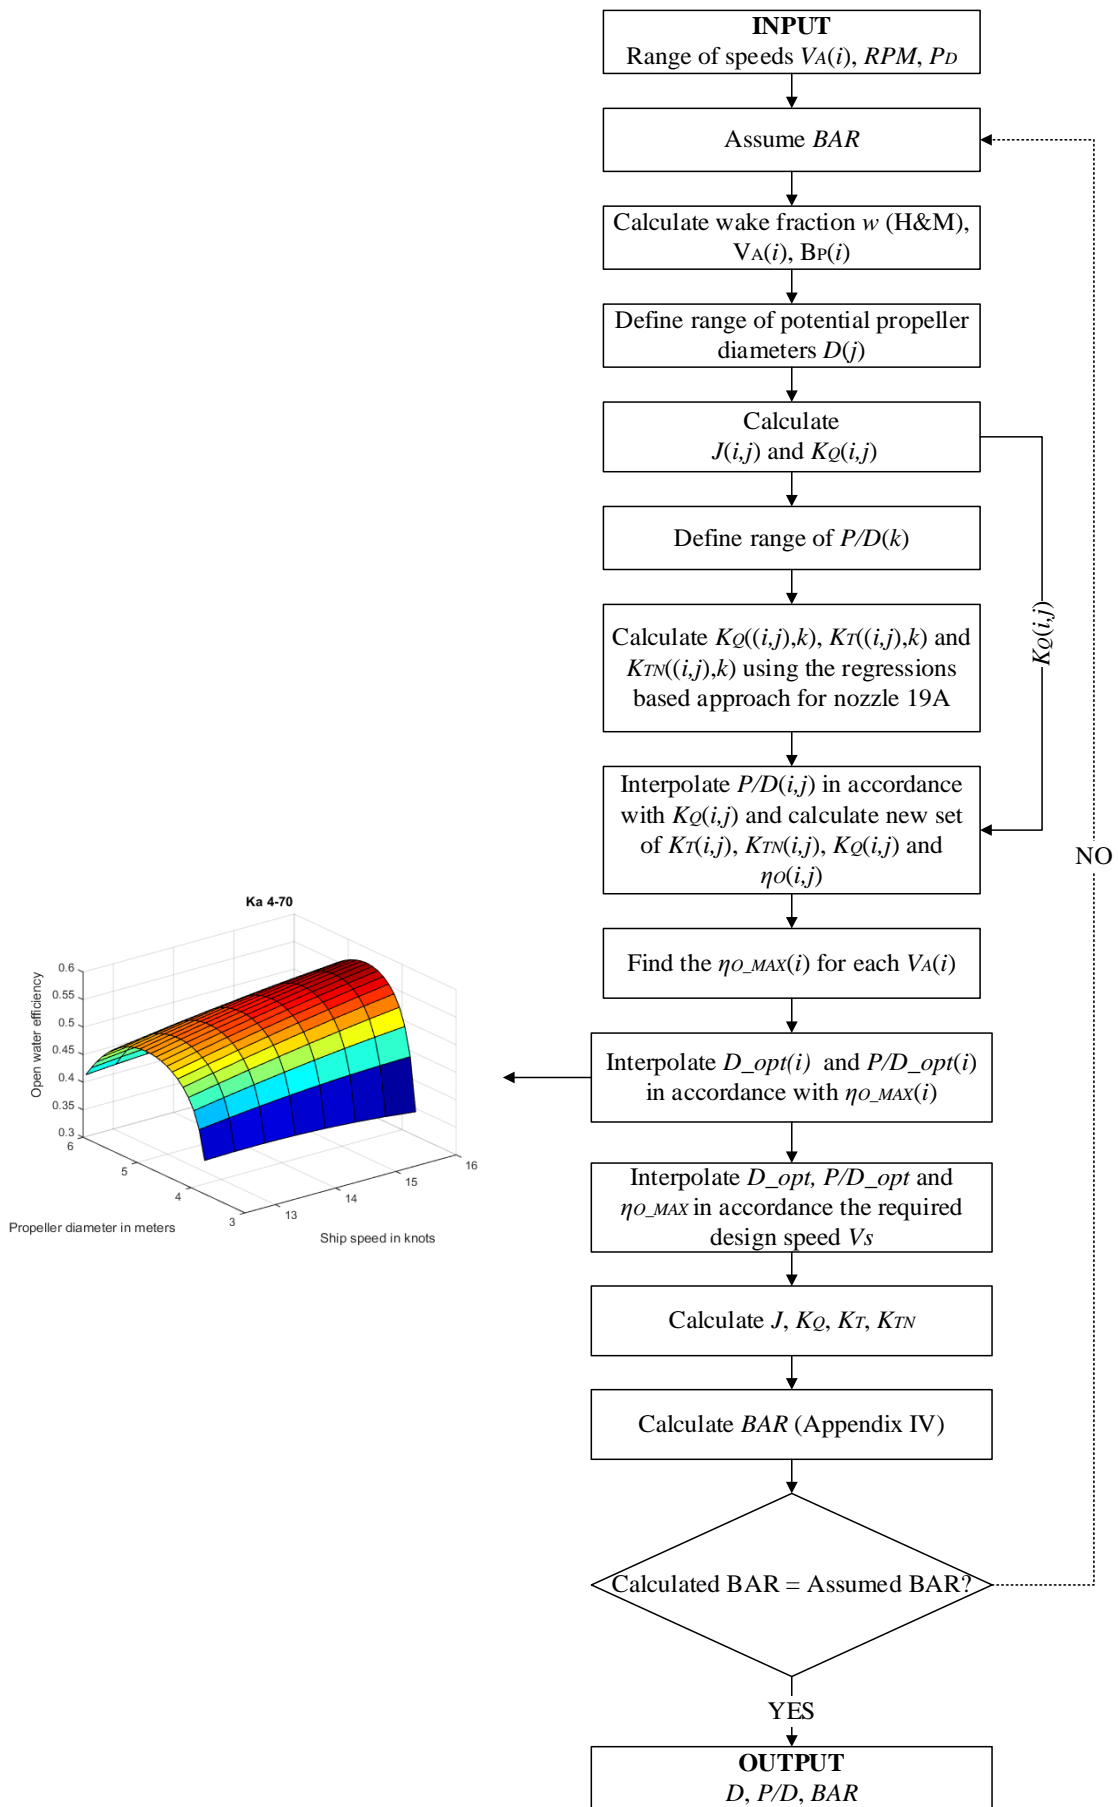 INPUT
Range of speeds VA(i), RPM, PD
Assume BAR
Calculate wake fraction w (H&M),
VA(i), BP(i)
Define range of potential propeller
diameters D(j)
Calculate
J(i,j) and KQ(i,j)
Define range of P/D(k)
KQ(i,j)
Calculate KQ((i,j),k), KT((i,j),k) and
KTN((i,j),k) using the regressions
based approach for nozzle 19A
Interpolate P/D(i,j) in accordance
with KQ(i,j) and calculate new set
of KT(i,j), KTN(i,j), KQ(i,j) and
ηO(i,j)
NO
Find the ηO_MAX(i) for each VA(i)
Interpolate D_opt(i) and P/D_opt(i)
in accordance with ηO_MAX(i)
Ka 4-70
Open water efficiency
0.6
0.55
0.5
0.45
0.4
0.35
0.3
6
5
4
3
Propeller diameter in meters
13
14
15
16
Ship speed in knots
Interpolate D_opt, P/D_opt and
ηO_MAX in accordance the required
design speed Vs
Calculate J, KQ, KT, KTN
Calculate BAR (Appendix IV)
Calculated BAR = Assumed BAR?
YES
OUTPUT
D, P/D, BAR